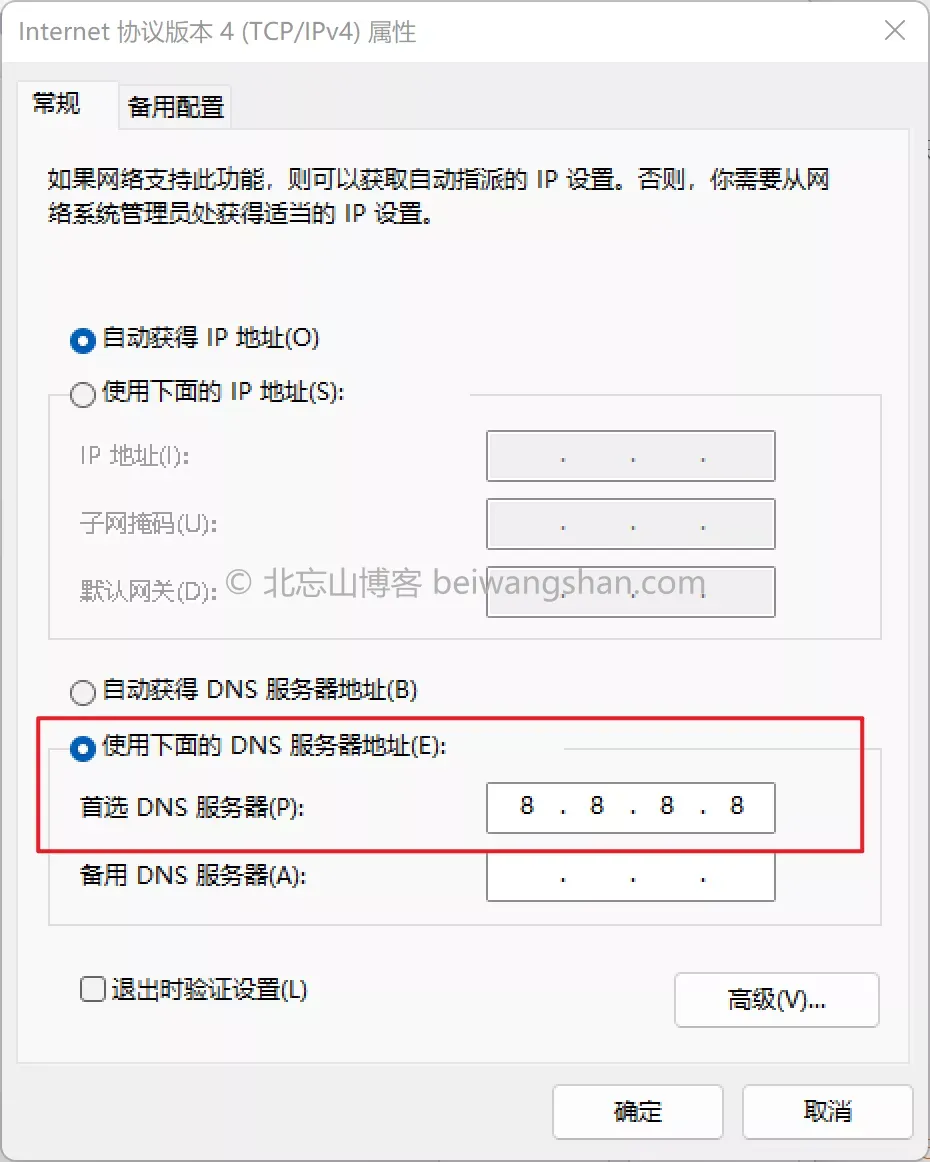 Internet 协议版本 4 (TCP/IPv4) 属性
常规
备用配置
如果网络支持此功能，则可以获取自动指派的 IP 设置。否则，你需要从网
络系统管理员处获得适当的 IP 设置。
自动获得 IP 地址(O)
使用下面的 IP 地址(S):
IP 地址(I):
. . .
子网掩码(U):
. . .
默认网关(D):
. . .
© 北忘山博客 beiwangshan.com
自动获得 DNS 服务器地址(B)
使用下面的 DNS 服务器地址(E):
首选 DNS 服务器(P):
8 . 8 . 8 . 8
备用 DNS 服务器(A):
. . .
退出时验证设置(L)
高级(V)...
确定
取消